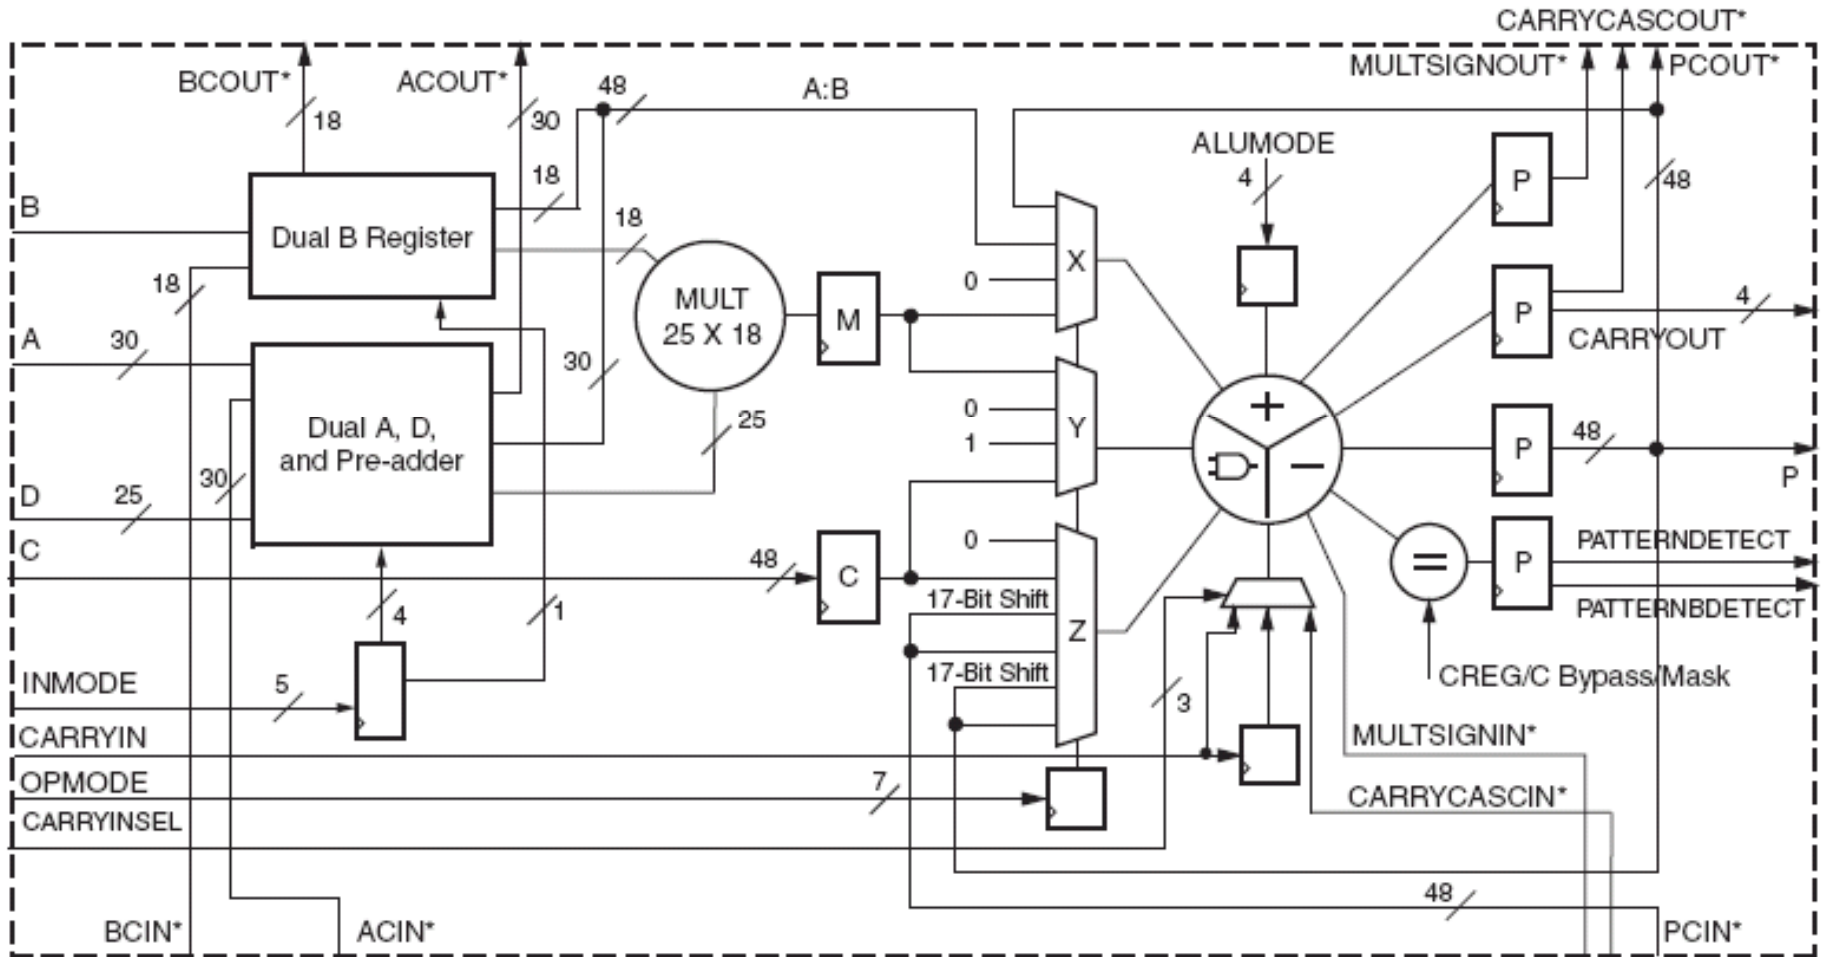 CARRYCASCOUT*
BCOUT*
ACOUT*
48
A:B
MULTSIGNOUT*
PCOUT*
18
30
ALUMODE
4
48
P
B
18
18
Dual B Register
X
0
18
MULT
25 X 18
M
P
4
CARRYOUT
A
30
30
Dual A, D,
and Pre-adder
25
0
1
Y
+
−
P
48
P
D
25
30
C
48
C
0
17-Bit Shift
Z
17-Bit Shift
=
P
PATTERNDETECT
PATTERNBDETECT
4
1
INMODE
5
3
CREG/C Bypass/Mask
CARRYIN
MULTSIGNIN*
OPMODE
7
CARRYCASCIN*
CARRYINSEL
48
BCIN*
ACIN*
PCIN*